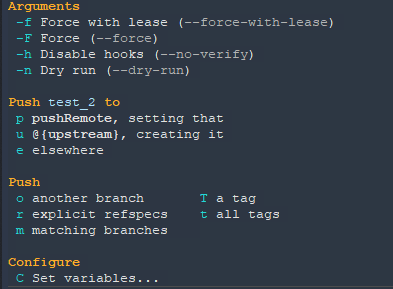 Arguments
-f Force with lease (--force-with-lease)
-F Force (--force)
-h Disable hooks (--no-verify)
-n Dry run (--dry-run)
Push test_2 to
p pushRemote, setting that
u @{upstream}, creating it
e elsewhere
Push
o another branch T a tag
r explicit refspecs t all tags
m matching branches
Configure
C Set variables...